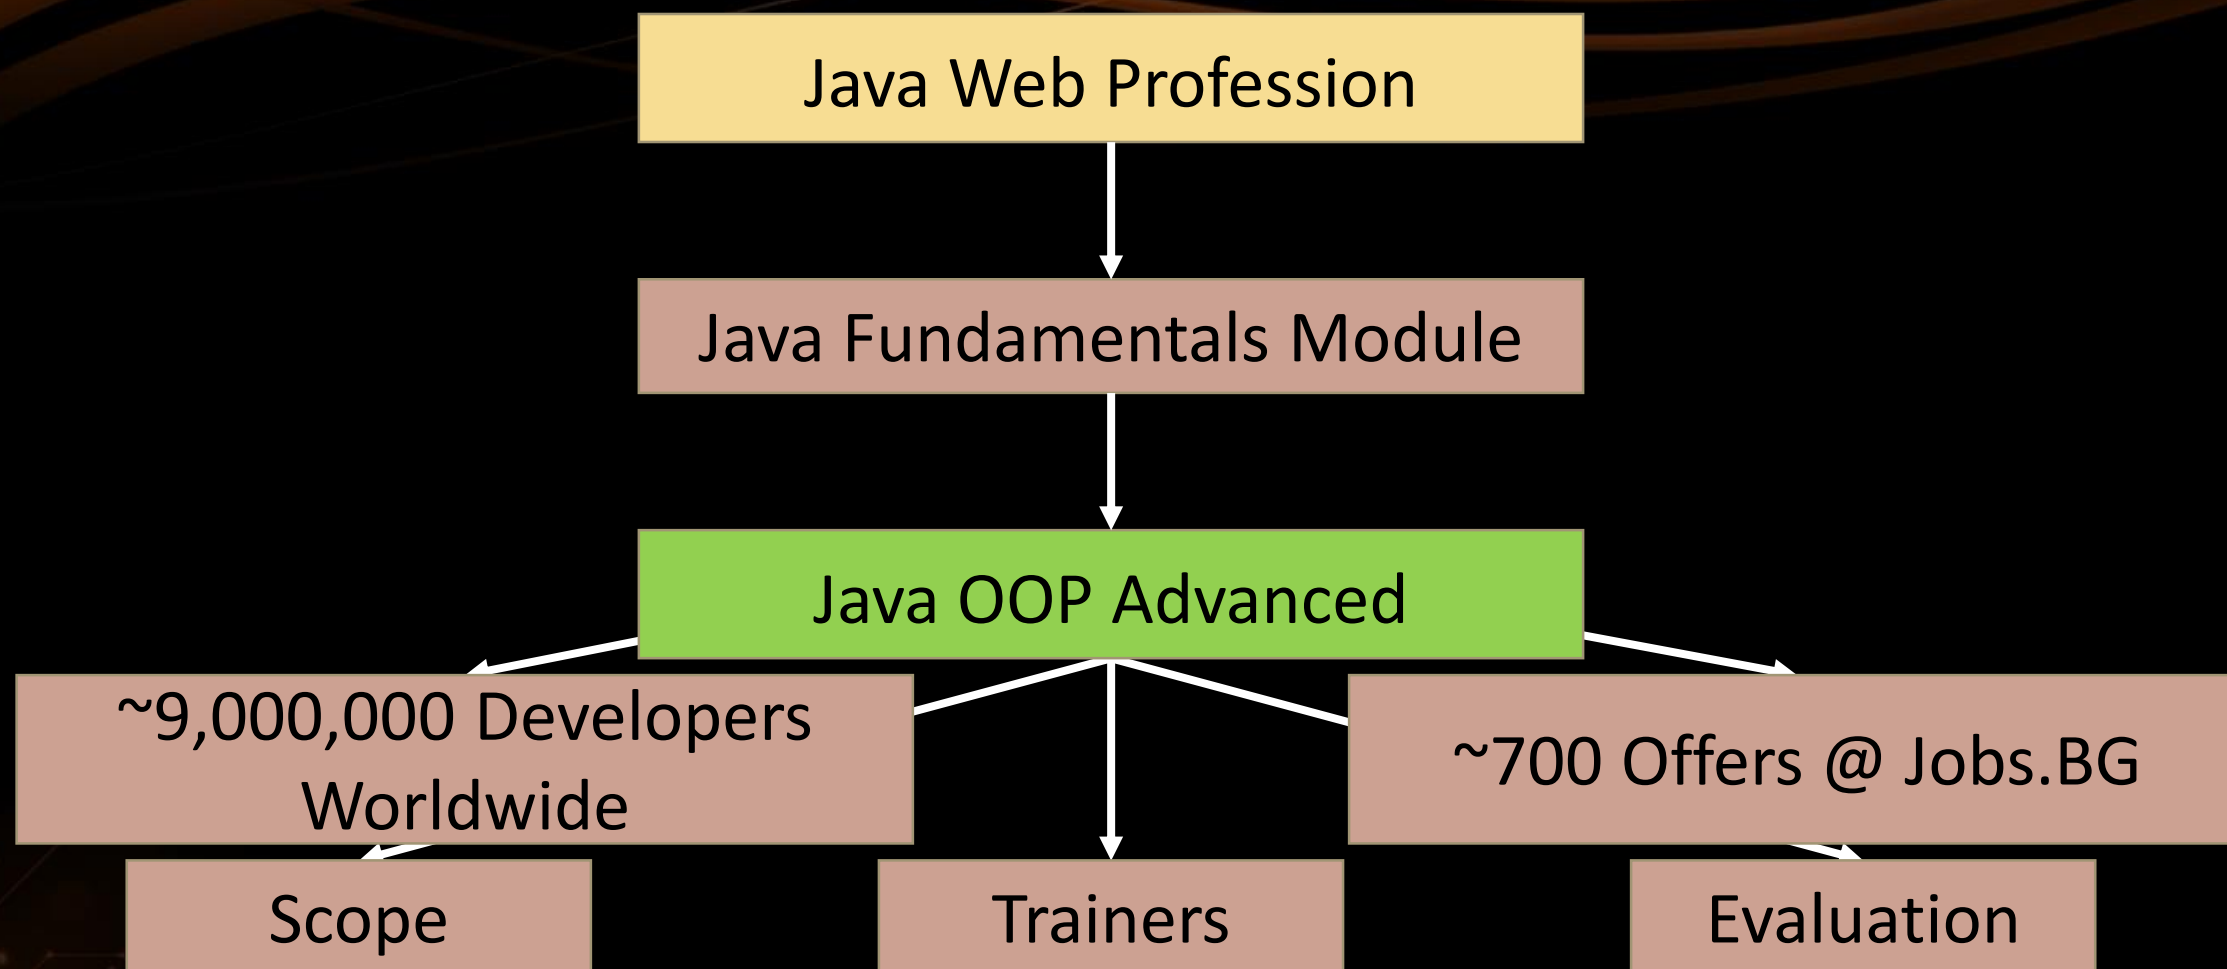 Java Web Profession
Java Fundamentals Module
Java OOP Advanced
~9,000,000 Developers
Worldwide
~700 Offers @ Jobs.BG
Scope
Trainers
Evaluation